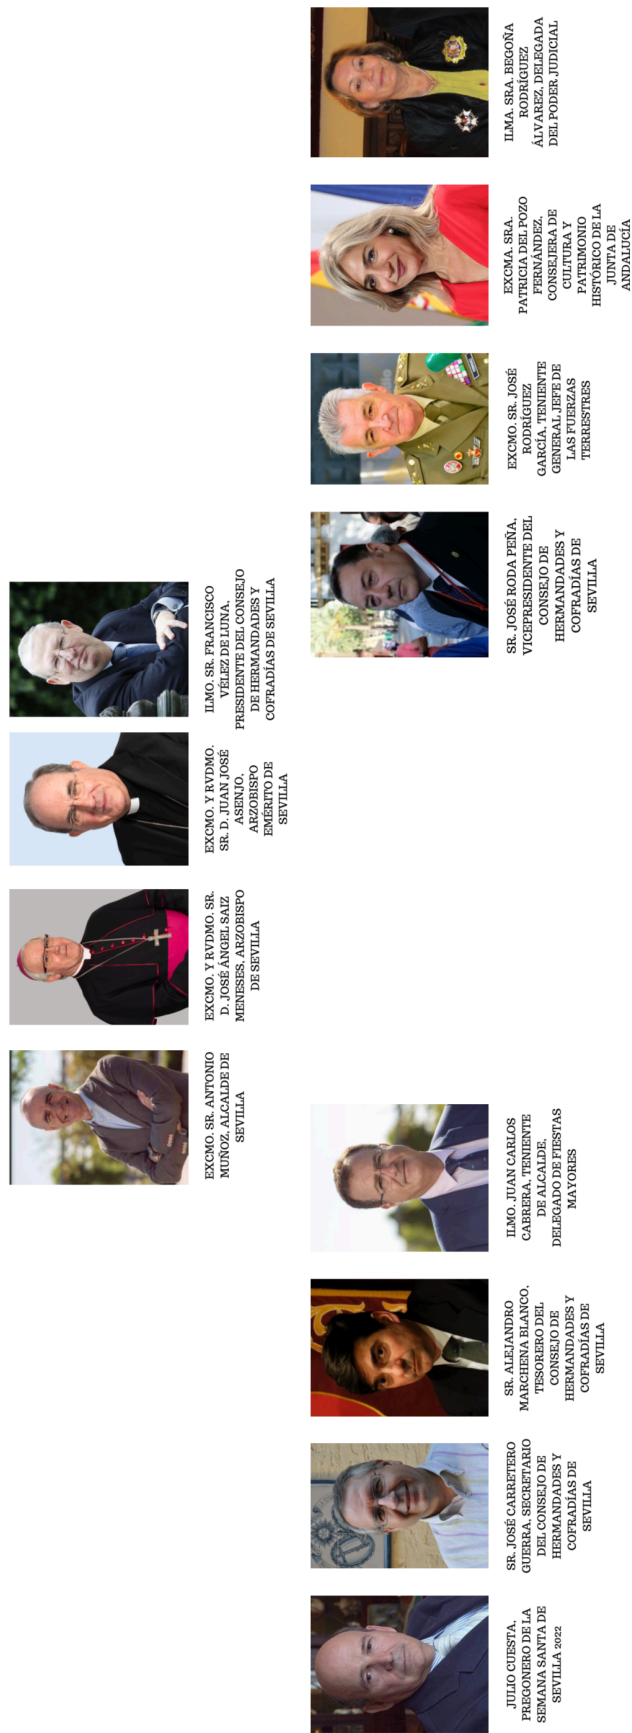 EXCMO. SR. ANTONIO
MUÑOZ, ALCALDE DE
SEVILLA
EXCMO. Y RVDMO. SR.
D. JOSÉ ÁNGEL SAIZ
MENESES, ARZOBISPO
DE SEVILLA
EXCMO. Y RVDMO.
SR. D. JUAN JOSÉ
ASENJO,
ARZOBISPO
EMÉRITO DE
SEVILLA
ILMO. SR. FRANCISCO
VÉLEZ DE LUNA,
PRESIDENTE DEL CONSEJO
DE HERMANDADES Y
COFRADÍAS DE SEVILLA
JULIO CUESTA,
PREGONERO DE LA
SEMANA SANTA DE
SEVILLA 2022
SR. JOSÉ CARRETERO
GUERRA, SECRETARIO
DEL CONSEJO DE
HERMANDADES Y
COFRADÍAS DE
SEVILLA
SR. ALEJANDRO
MARCHENA BLANCO,
TESORERO DEL
CONSEJO DE
HERMANDADES Y
COFRADÍAS DE
SEVILLA
ILMO. JUAN CARLOS
CABRERA, TENIENTE
DE ALCALDE,
DELEGADO DE FIESTAS
MAYORES
SR. JOSÉ RODA PEÑA,
VICEPRESIDENTE DEL
CONSEJO DE
HERMANDADES Y
COFRADÍAS DE
SEVILLA
EXCMO. SR. JOSÉ
RODRÍGUEZ
GARCÍA, TENIENTE
GENERAL JEFE DE
LAS FUERZAS
TERRESTRES
EXCMA. SRA.
PATRICIA DEL POZO
FERNÁNDEZ,
CONSEJERA DE
CULTURA Y
PATRIMONIO
HISTÓRICO DE LA
JUNTA DE
ANDALUCÍA
ILMA. SRA. BEGOÑA
RODRÍGUEZ
ÁLVAREZ, DELEGADA
DEL PODER JUDICIAL